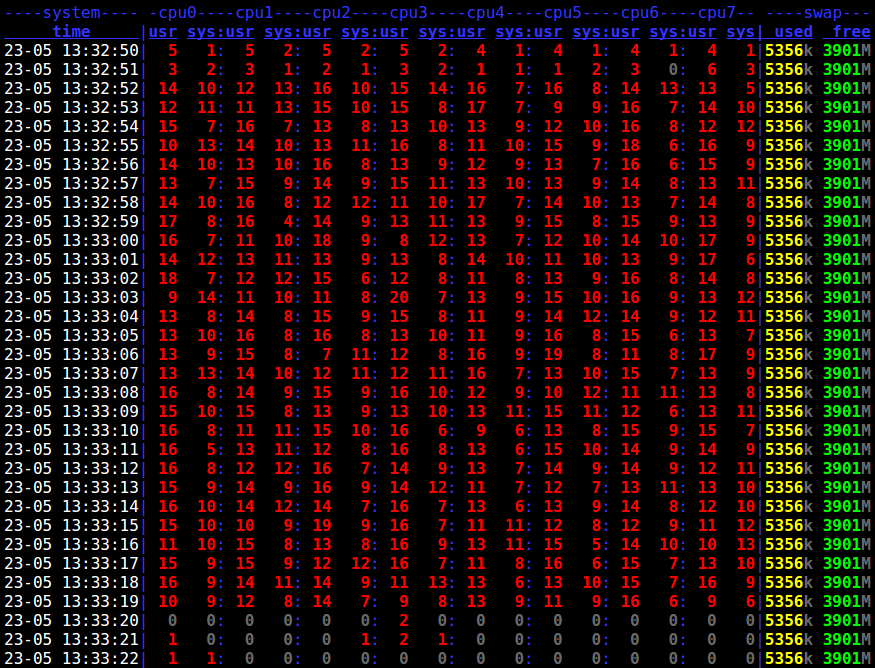 ----system---- -cpu0----cpu1----cpu2----cpu3----cpu4----cpu5----cpu6----cpu7-- ----swap---
time |usr sys:usr sys:usr sys:usr sys:usr sys:usr sys:usr sys:usr sys| used free
23-05 13:32:50| 5 1: 5 2: 5 2: 5 2: 4 1: 4 1: 4 1: 4 1|5356k 3901M
23-05 13:32:51| 3 2: 3 1: 2 1: 3 2: 1 1: 1 2: 3 0: 6 3|5356k 3901M
23-05 13:32:52| 14 10: 12 13: 16 10: 15 14: 16 7: 16 8: 14 13: 13 5|5356k 3901M
23-05 13:32:53| 12 11: 11 13: 15 10: 15 8: 17 7: 9 9: 16 7: 14 10|5356k 3901M
23-05 13:32:54| 15 7: 16 7: 13 8: 13 10: 13 9: 12 10: 16 8: 12 12|5356k 3901M
23-05 13:32:55| 10 13: 14 10: 13 11: 16 8: 11 10: 15 9: 18 6: 16 9|5356k 3901M
23-05 13:32:56| 14 10: 13 10: 16 8: 13 9: 12 9: 13 7: 16 6: 15 9|5356k 3901M
23-05 13:32:57| 13 7: 15 9: 14 9: 15 11: 13 10: 13 9: 14 8: 13 11|5356k 3901M
23-05 13:32:58| 14 10: 16 8: 12 12: 11 10: 17 7: 14 10: 13 7: 14 8|5356k 3901M
23-05 13:32:59| 17 8: 16 4: 14 9: 13 11: 13 9: 15 8: 15 9: 13 9|5356k 3901M
23-05 13:33:00| 16 7: 11 10: 18 9: 8 12: 13 7: 12 10: 14 10: 17 9|5356k 3901M
23-05 13:33:01| 14 12: 13 11: 13 9: 13 8: 14 10: 11 10: 13 9: 17 6|5356k 3901M
23-05 13:33:02| 18 7: 12 12: 15 6: 12 8: 11 8: 13 9: 16 8: 14 8|5356k 3901M
23-05 13:33:03| 9 14: 11 10: 11 8: 20 7: 13 9: 15 10: 16 9: 13 12|5356k 3901M
23-05 13:33:04| 13 8: 14 8: 15 9: 15 8: 11 9: 14 12: 14 9: 12 11|5356k 3901M
23-05 13:33:05| 13 10: 16 8: 16 8: 13 10: 11 9: 16 8: 15 6: 13 7|5356k 3901M
23-05 13:33:06| 13 9: 15 8: 7 11: 12 8: 16 9: 19 8: 11 8: 17 9|5356k 3901M
23-05 13:33:07| 13 13: 14 10: 12 11: 12 11: 16 7: 13 10: 15 7: 13 9|5356k 3901M
23-05 13:33:08| 16 8: 14 9: 15 9: 16 10: 12 9: 10 12: 11 11: 13 8|5356k 3901M
23-05 13:33:09| 15 10: 15 8: 13 9: 13 10: 13 11: 15 11: 12 6: 13 11|5356k 3901M
23-05 13:33:10| 16 8: 11 11: 15 10: 16 6: 9 6: 13 8: 15 9: 15 7|5356k 3901M
23-05 13:33:11| 16 5: 13 11: 12 8: 16 8: 13 6: 15 10: 14 9: 14 9|5356k 3901M
23-05 13:33:12| 16 8: 12 12: 16 7: 14 9: 13 7: 14 9: 14 9: 12 11|5356k 3901M
23-05 13:33:13| 15 9: 14 9: 16 9: 14 12: 11 7: 12 7: 13 11: 13 10|5356k 3901M
23-05 13:33:14| 16 10: 14 12: 14 7: 16 7: 13 6: 13 9: 14 8: 12 10|5356k 3901M
23-05 13:33:15| 15 10: 10 9: 19 9: 16 7: 11 11: 12 8: 12 9: 11 12|5356k 3901M
23-05 13:33:16| 11 10: 15 8: 13 8: 16 9: 13 11: 15 5: 14 10: 10 13|5356k 3901M
23-05 13:33:17| 15 9: 15 9: 12 12: 16 7: 11 8: 16 6: 15 7: 13 10|5356k 3901M
23-05 13:33:18| 16 9: 14 11: 14 9: 11 13: 13 6: 13 10: 15 7: 16 9|5356k 3901M
23-05 13:33:19| 10 9: 12 8: 14 7: 9 8: 13 9: 11 9: 16 6: 9 6|5356k 3901M
23-05 13:33:20| 0 0: 0 0: 0 0: 2 0: 0 0: 0 0: 0 0: 0 0|5356k 3901M
23-05 13:33:21| 1 0: 0 0: 0 1: 2 1: 0 0: 0 0: 0 0: 0 0|5356k 3901M
23-05 13:33:22| 1 1: 0 0: 0 0: 0 0: 0 0: 0 0: 0 0: 0 0|5356k 3901M